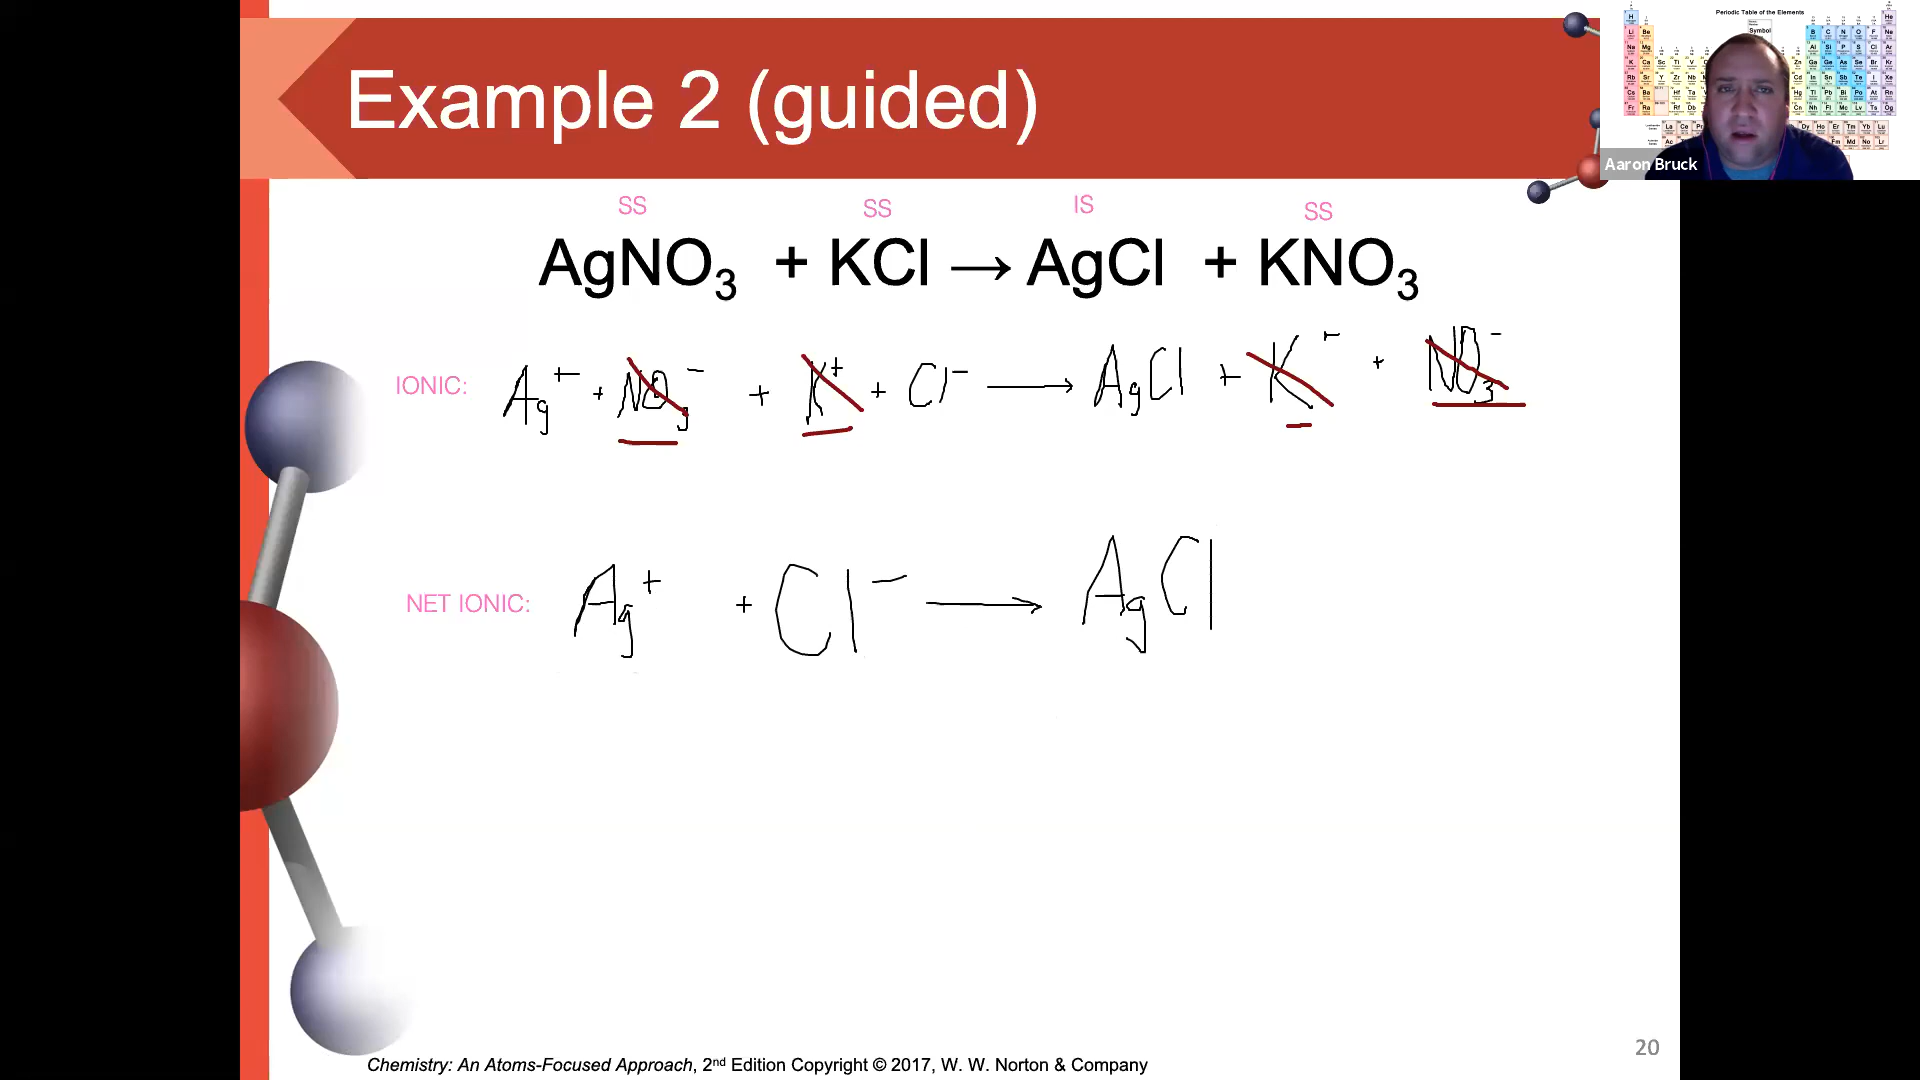 Example 2 (guided)
Periodic Table of the Elements
Symbol
Aaron Bruck
SS SS IS SS
AgNO₃ + KCl → AgCl + KNO₃
IONIC: Ag⁺ + NO₃⁻ + K⁺ + Cl⁻ → AgCl + K⁺ + NO₃⁻
NET IONIC: Ag⁺ + Cl⁻ → AgCl
20
Chemistry: An Atoms-Focused Approach, 2nd Edition Copyright © 2017, W. W. Norton & Company